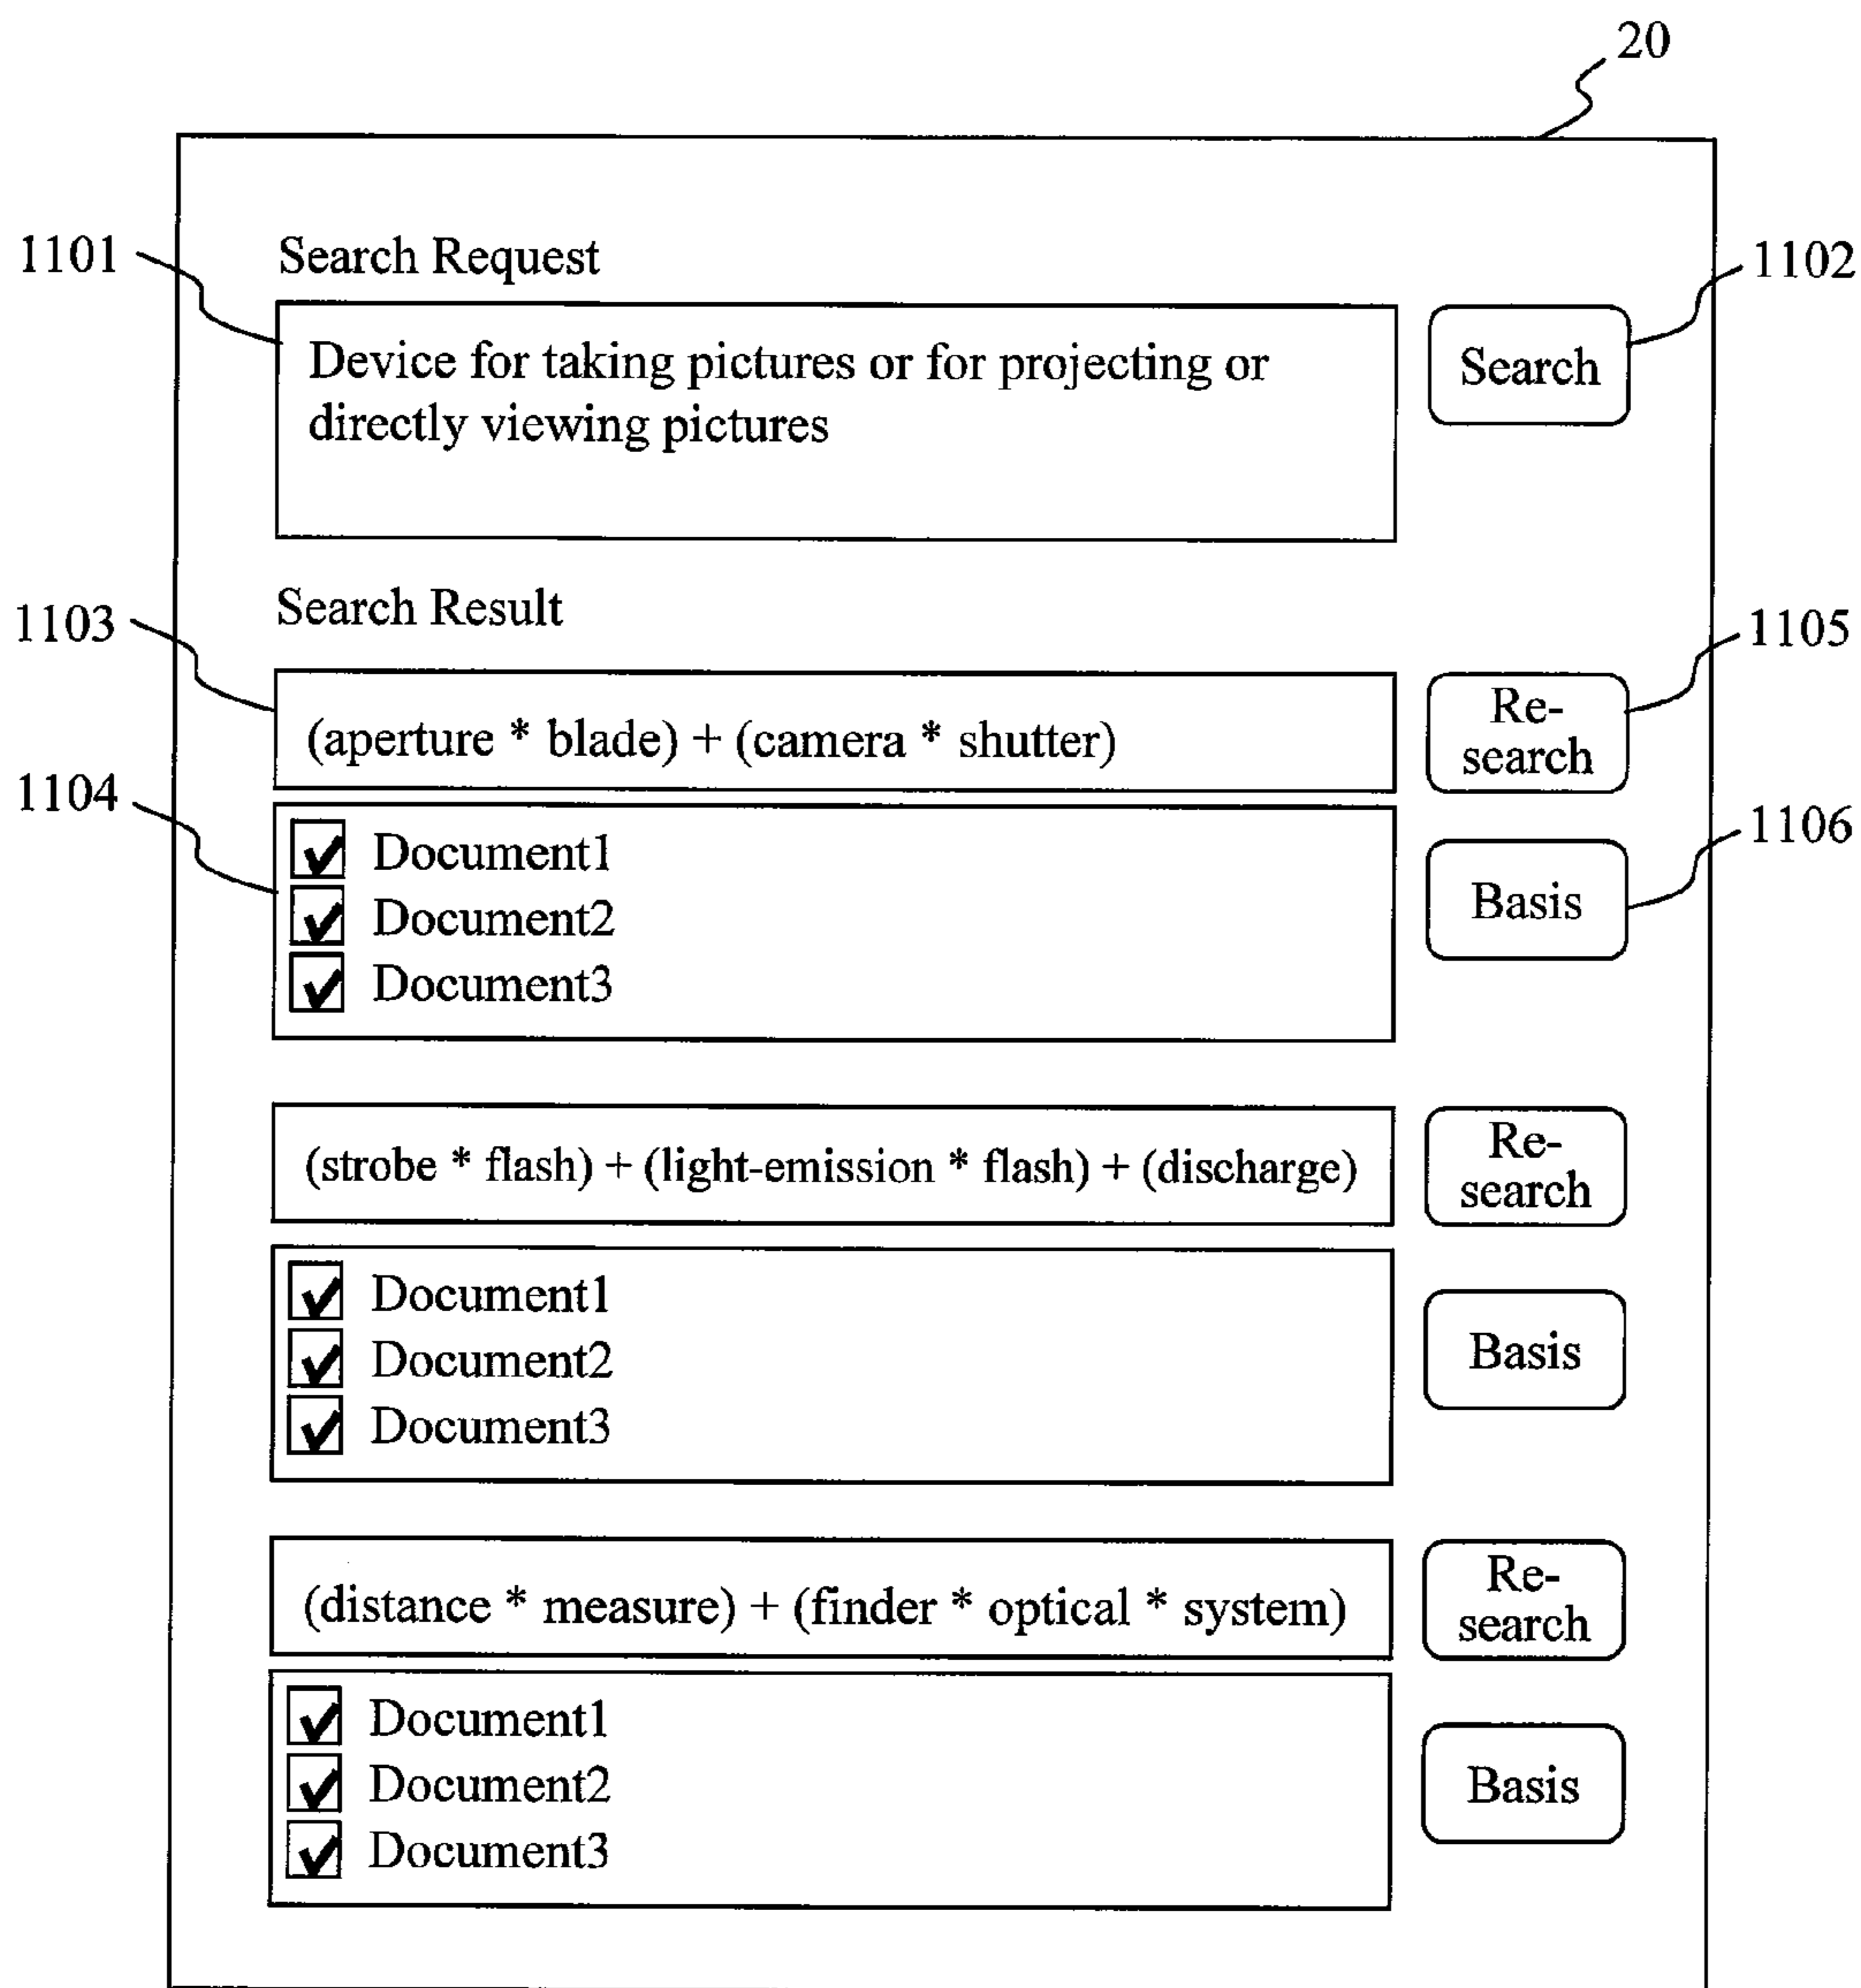 20
1101
Search Request
1102
Device for taking pictures or for projecting or
directly viewing pictures
Search
Search Result
1103
1105
(aperture * blade) + (camera * shutter)
Re-
search
1104
Document1
Document2
Document3
1106
Basis
(strobe * flash) + (light-emission * flash) + (discharge)
Re-
search
Document1
Document2
Document3
Basis
(distance * measure) + (finder * optical * system)
Re-
search
Document1
Document2
Document3
Basis